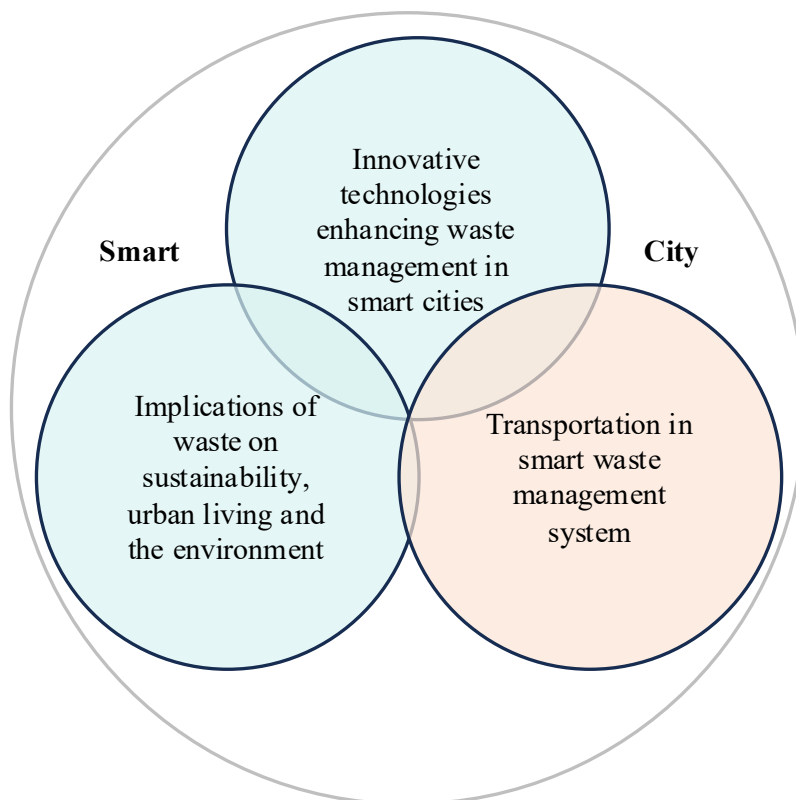 Innovative
technologies
enhancing waste
management in
smart cities
Smart
City
Implications of
waste on
sustainability,
urban living and
the environment
Transportation in
smart waste
management
system